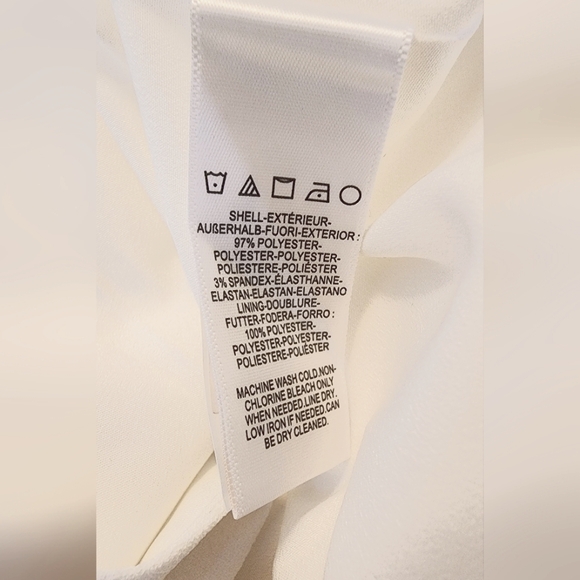 SHELL-EXTÉRIEUR-
AUßERHALB-FUORI-EXTERIOR :
97% POLYESTER-
POLYESTER-POLYESTER-
POLIESTERE-POLIÉSTER
3% SPANDEX-ÉLASTHANNE-
ELASTAN-ELASTAN-ELASTANO
LINING-DOUBLURE-
FUTTER-FODERA-FORRO :
100% POLYESTER-
POLYESTER-POLYESTER-
POLIESTERE-POLIÉSTER
MACHINE WASH COLD.NON-
CHLORINE BLEACH ONLY
WHEN NEEDED.LINE DRY.
LOW IRON IF NEEDED.CAN
BE DRY CLEANED.